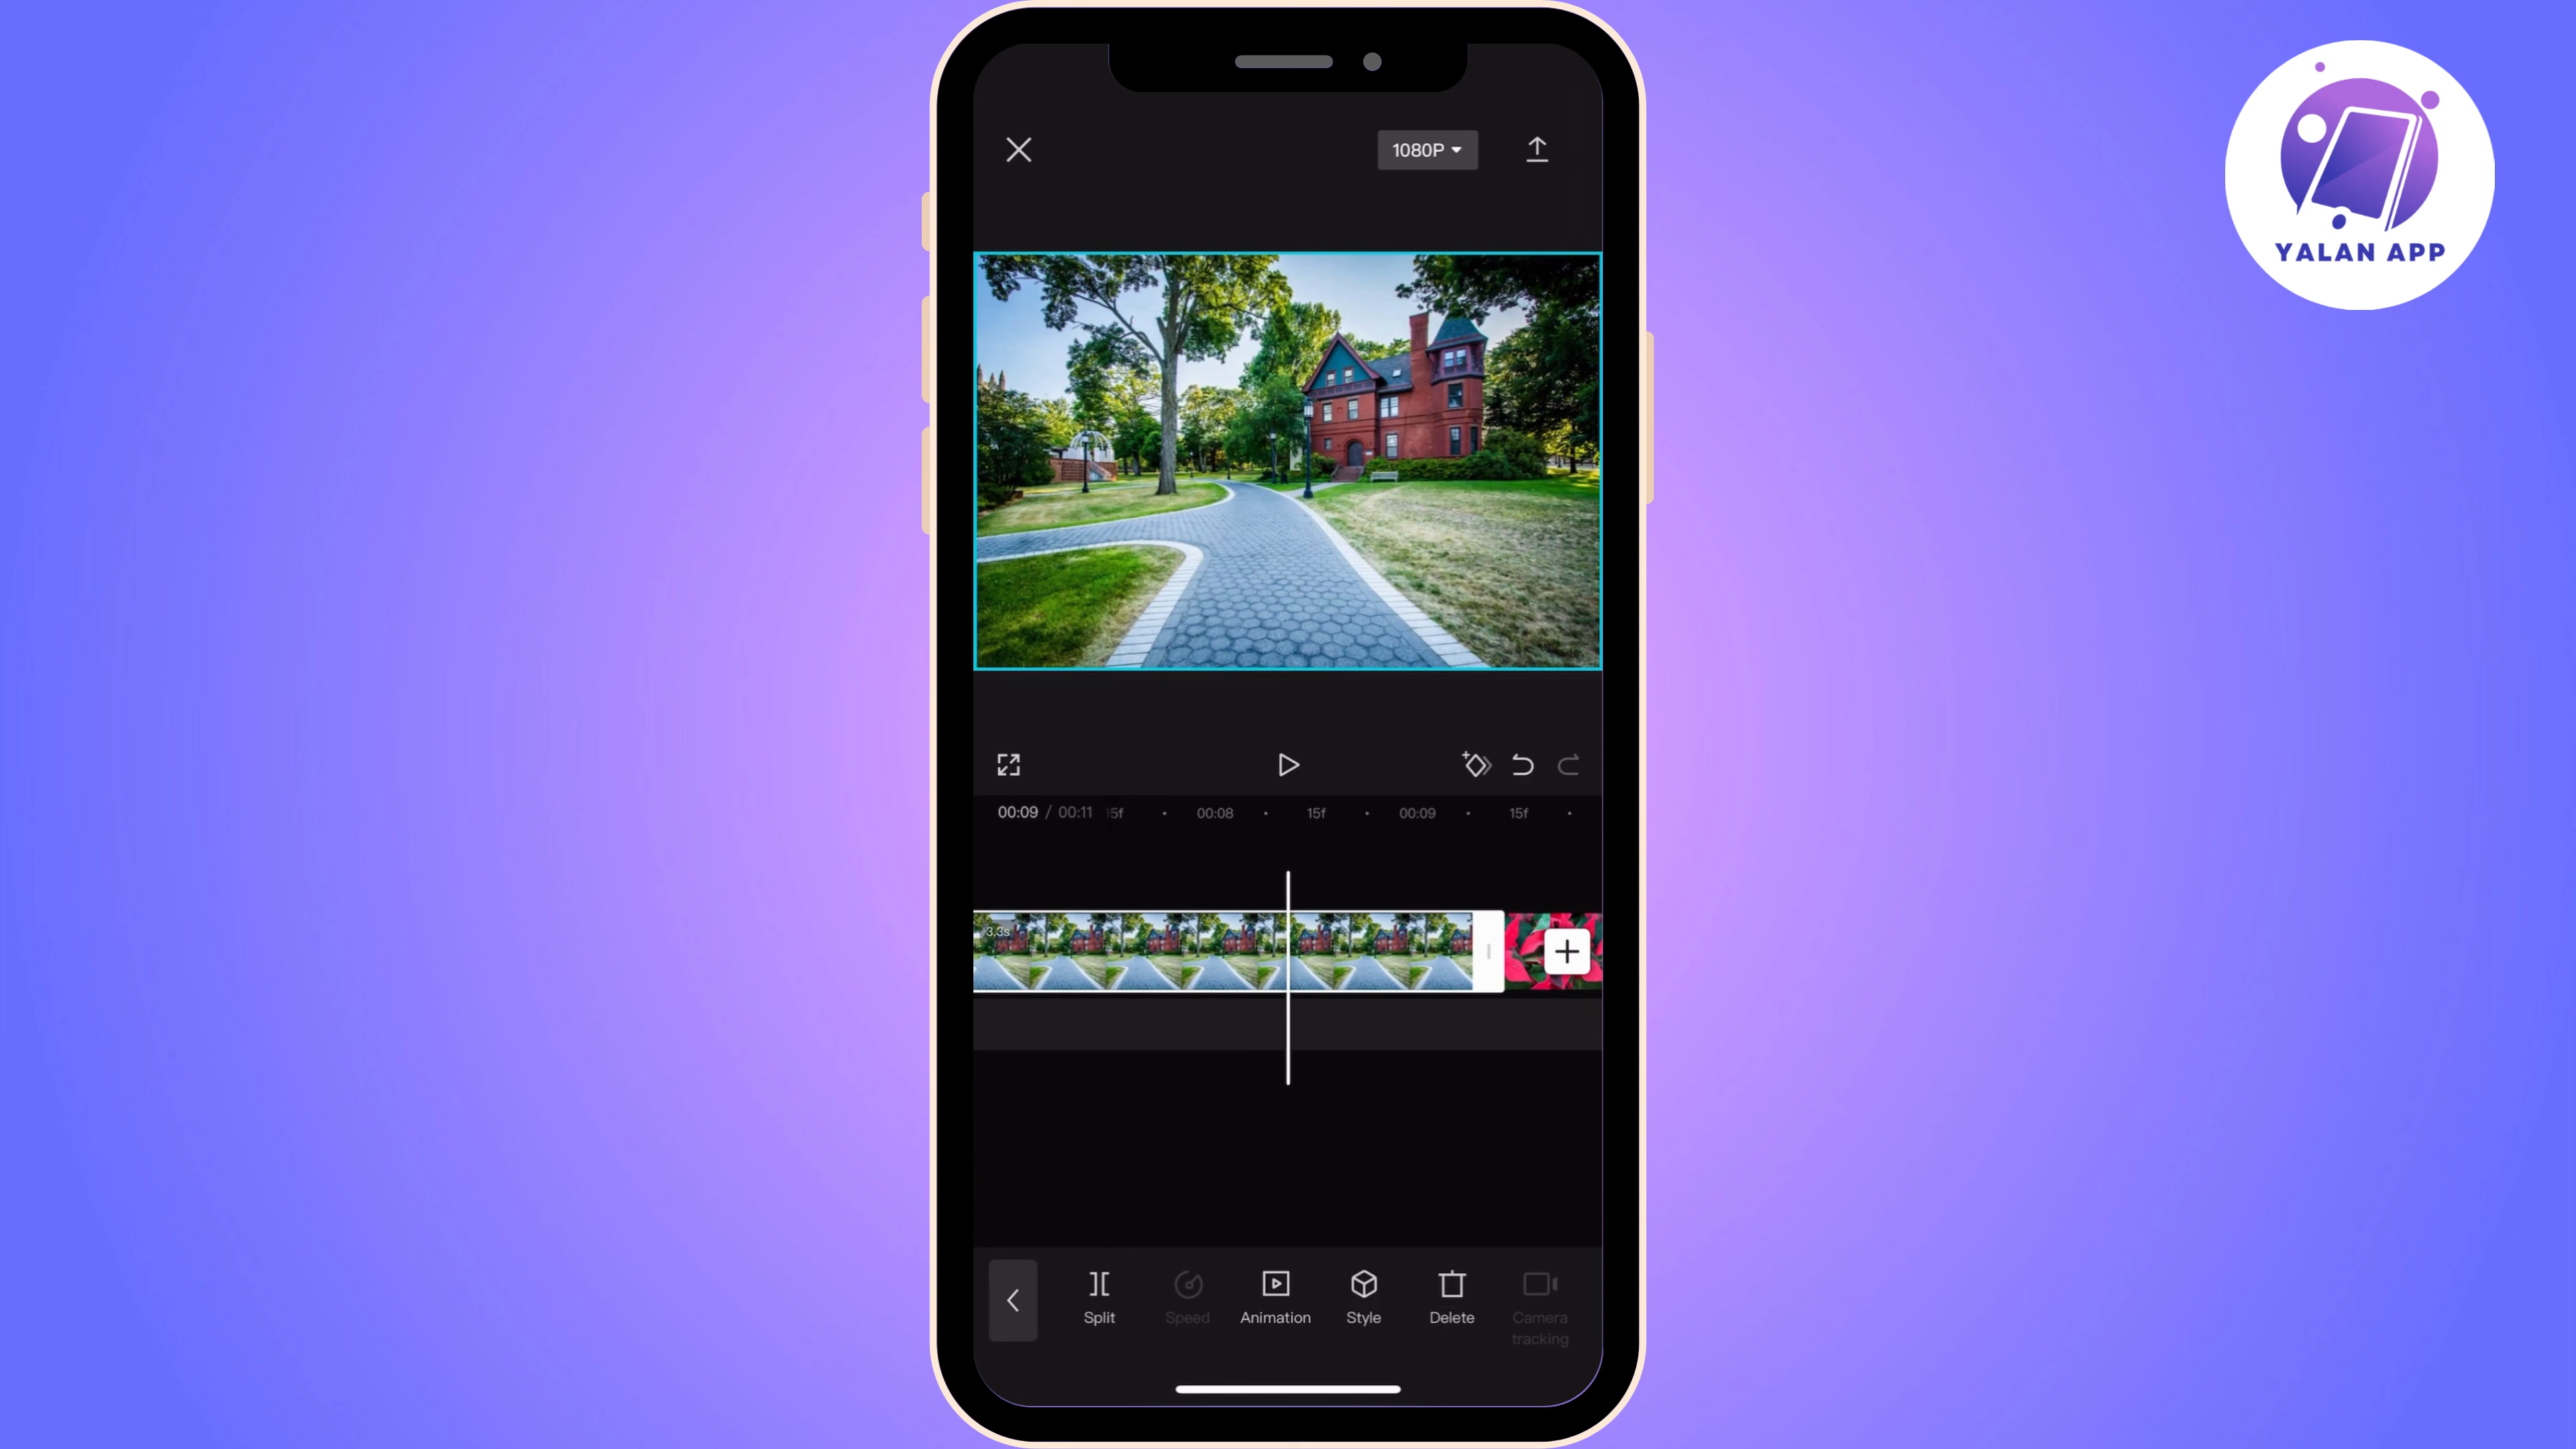 YALAN APP
1080P
00:09 / 00:11 15f 00:08 15f 00:09 15f
3.3s
Split Speed Animation Style Delete Camera tracking